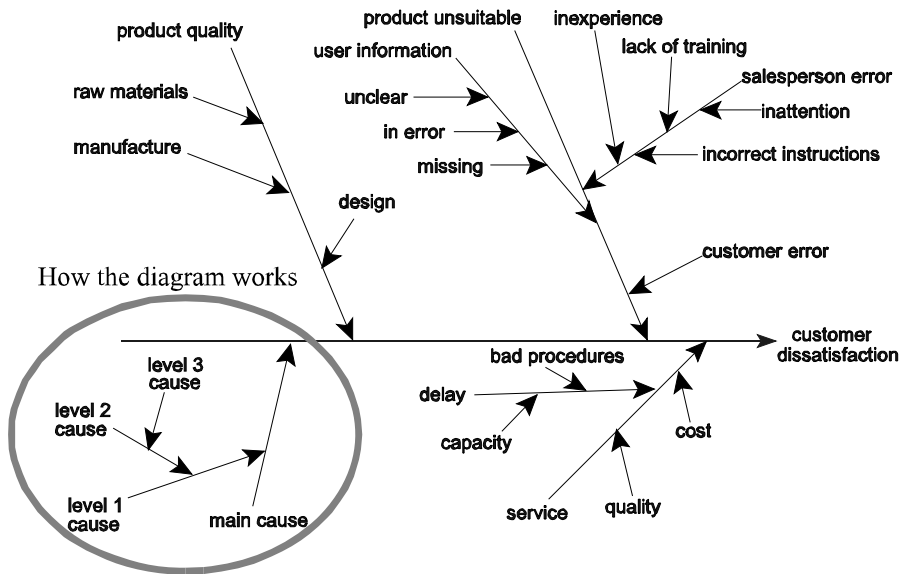 product quality
raw materials
manufacture
design
product unsuitable
user information
unclear
in error
missing
inexperience
lack of training
salesperson error
inattention
incorrect instructions
customer error
How the diagram works
level 3
cause
level 2
cause
level 1
cause
main cause
customer
dissatisfaction
bad procedures
delay
capacity
cost
service
quality